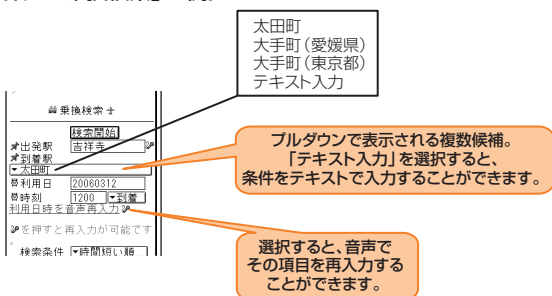 太田町
大手町(愛媛県)
大手町(東京都)
テキスト入力
乗換検索
検索開始
出発駅 吉祥寺
到着駅
▼太田町
利用日 20060312
時刻 1200 ▼到着
利用日時を音声再入力
を押すと再入力が可能です
。
検索条件 ▼時間短い順
プルダウンで表示される複数候補。
「テキスト入力」を選択すると、
条件をテキストで入力することができます。
選択すると、音声で
その項目を再入力する
ことができます。